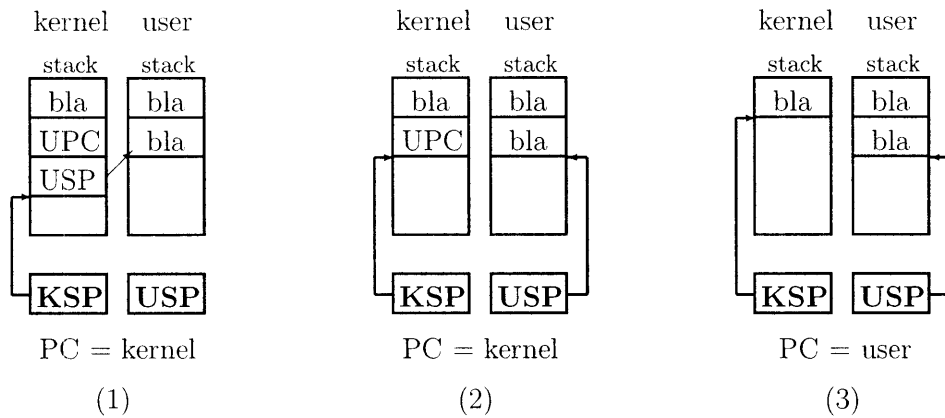 kernel user kernel user kernel user
stack stack stack stack stack stack
bla bla bla bla bla bla
UPC bla UPC bla bla
USP
KSP USP KSP USP KSP USP
PC = kernel PC = kernel PC = user
(1) (2) (3)